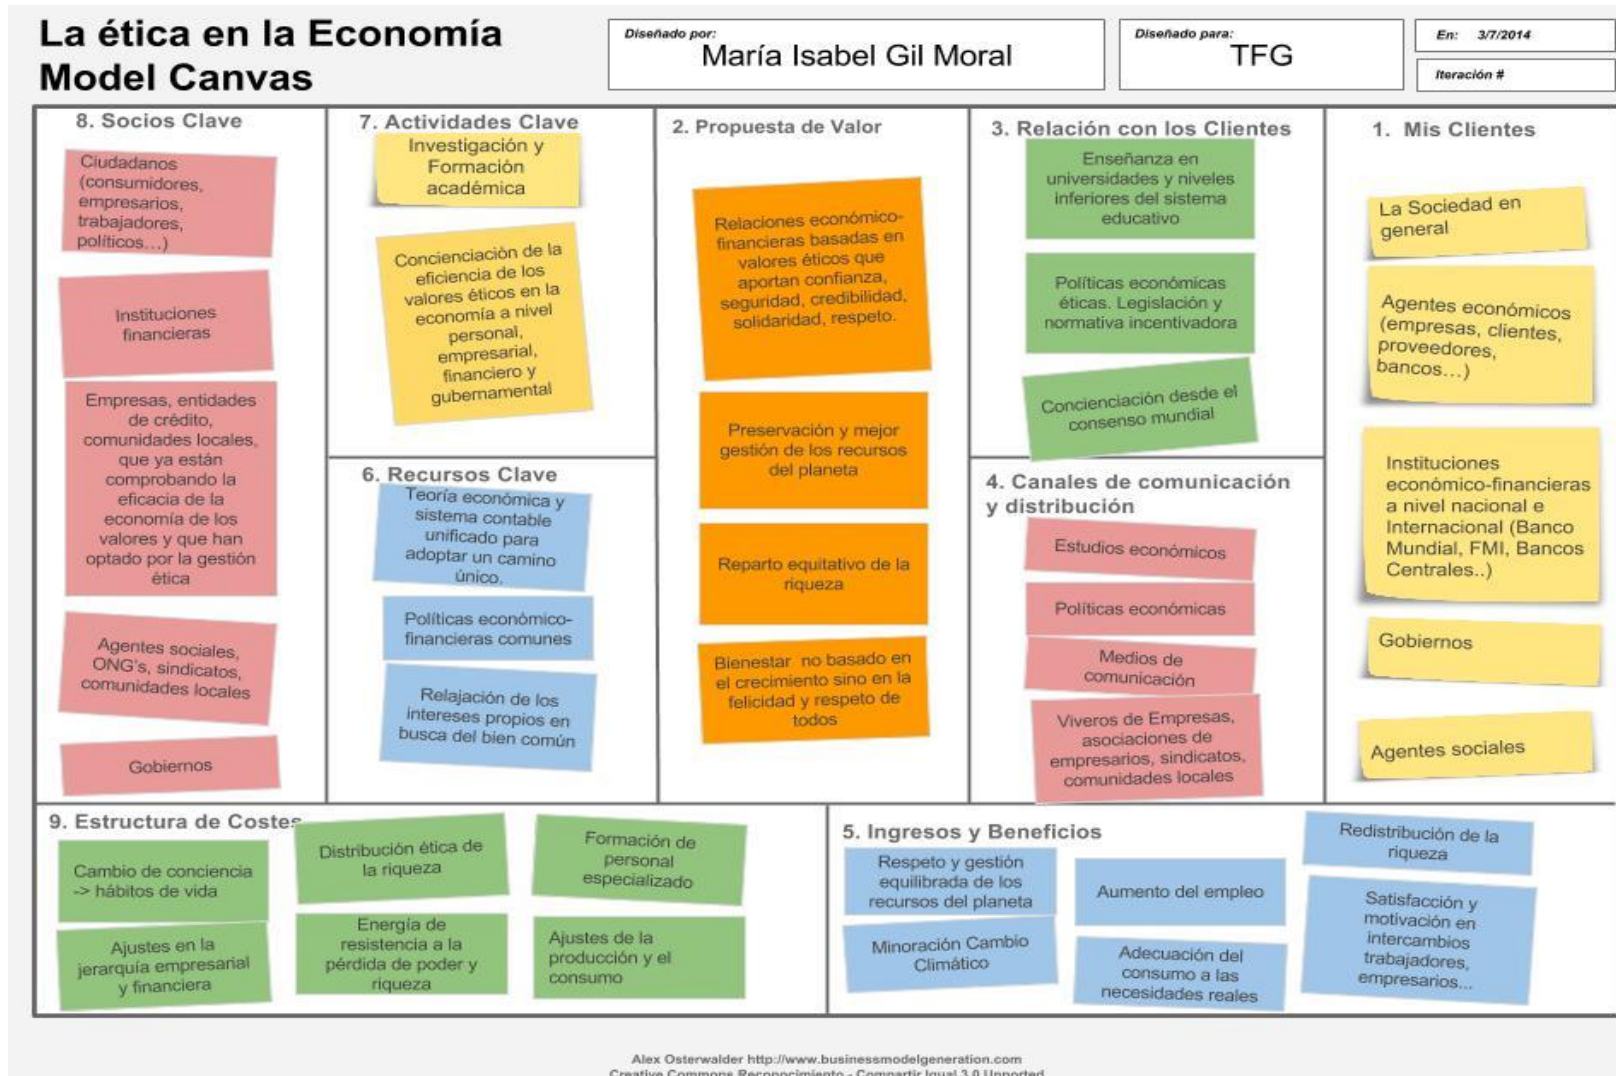 La ética en la Economía
Model Canvas
Diseñado por:
María Isabel Gil Moral
Diseñado para:
TFG
En: 3/7/2014
Iteración #
8. Socios Clave
Ciudadanos
(consumidores,
empresarios,
trabajadores,
políticos...)
Instituciones
financieras
Empresas, entidades
de crédito,
comunidades locales,
que ya están
comprobando la
eficacia de la
economía de los
valores y que han
optado por la gestión
ética
Agentes sociales,
ONG's, sindicatos,
comunidades locales
Gobiernos
7. Actividades Clave
Investigación y
Formación
académica
Concienciación de la
eficiencia de los
valores éticos en la
economía a nivel
personal,
empresarial,
financiero y
gubernamental
6. Recursos Clave
Teoría económica y
sistema contable
unificado para
adoptar un camino
único.
Políticas económico-
financieras comunes
Relajación de los
intereses propios en
busca del bien común
2. Propuesta de Valor
Relaciones económico-
financieras basadas en
valores éticos que
aportan confianza,
seguridad, credibilidad,
solidaridad, respeto.
Preservación y mejor
gestión de los recursos
del planeta
Reparto equitativo de la
riqueza
Bienestar no basado en
el crecimiento sino en la
felicidad y respeto de
todos
3. Relación con los Clientes
Enseñanza en
universidades y niveles
inferiores del sistema
educativo
Políticas económicas
éticas. Legislación y
normativa incentivadora
Concienciación desde el
consenso mundial
4. Canales de comunicación
y distribución
Estudios económicos
Políticas económicas
Medios de
comunicación
Viveros de Empresas,
asociaciones de
empresarios, sindicatos,
comunidades locales
1. Mis Clientes
La Sociedad en
general
Agentes económicos
(empresas, clientes,
proveedores,
bancos...)
Instituciones
económico-financieras
a nivel nacional e
Internacional (Banco
Mundial, FMI, Bancos
Centrales..)
Gobiernos
Agentes sociales
9. Estructura de Costes
Cambio de conciencia
-> hábitos de vida
Distribución ética de
la riqueza
Formación de
personal
especializado
Ajustes en la
jerarquía empresarial
y financiera
Energía de
resistencia a la
pérdida de poder y
riqueza
Ajustes de la
producción y el
consumo
5. Ingresos y Beneficios
Respeto y gestión
equilibrada de los
recursos del planeta
Aumento del empleo
Redistribución de la
riqueza
Minoración Cambio
Climático
Adecuación del
consumo a las
necesidades reales
Satisfacción y
motivación en
intercambios
trabajadores,
empresarios...
Alex Osterwalder http://www.businessmodelgeneration.com
Creative Commons Reconocimiento - Compartir Igual 3.0 Unported